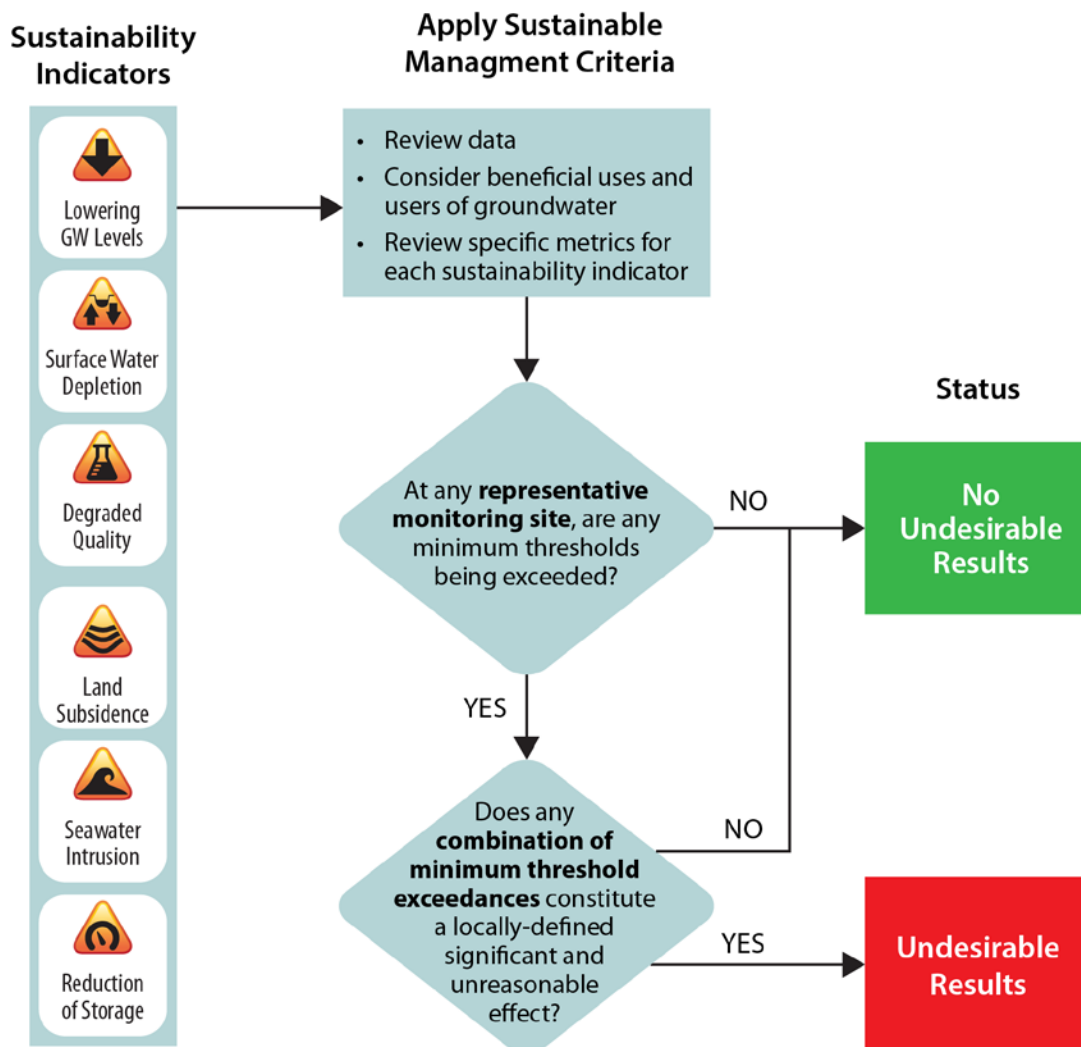 Sustainability
Indicators
Lowering
GW Levels
Surface Water
Depletion
Degraded
Quality
Land
Subsidence
Seawater
Intrusion
Reduction
of Storage
Apply Sustainable
Managment Criteria
• Review data
• Consider beneficial uses and
users of groundwater
• Review specific metrics for
each sustainability indicator
At any representative
monitoring site, are any
minimum thresholds
being exceeded?
NO
YES
Does any
combination of
minimum threshold
exceedances constitute
a locally-defined
significant and
unreasonable
effect?
NO
YES
Status
No
Undesirable
Results
Undesirable
Results